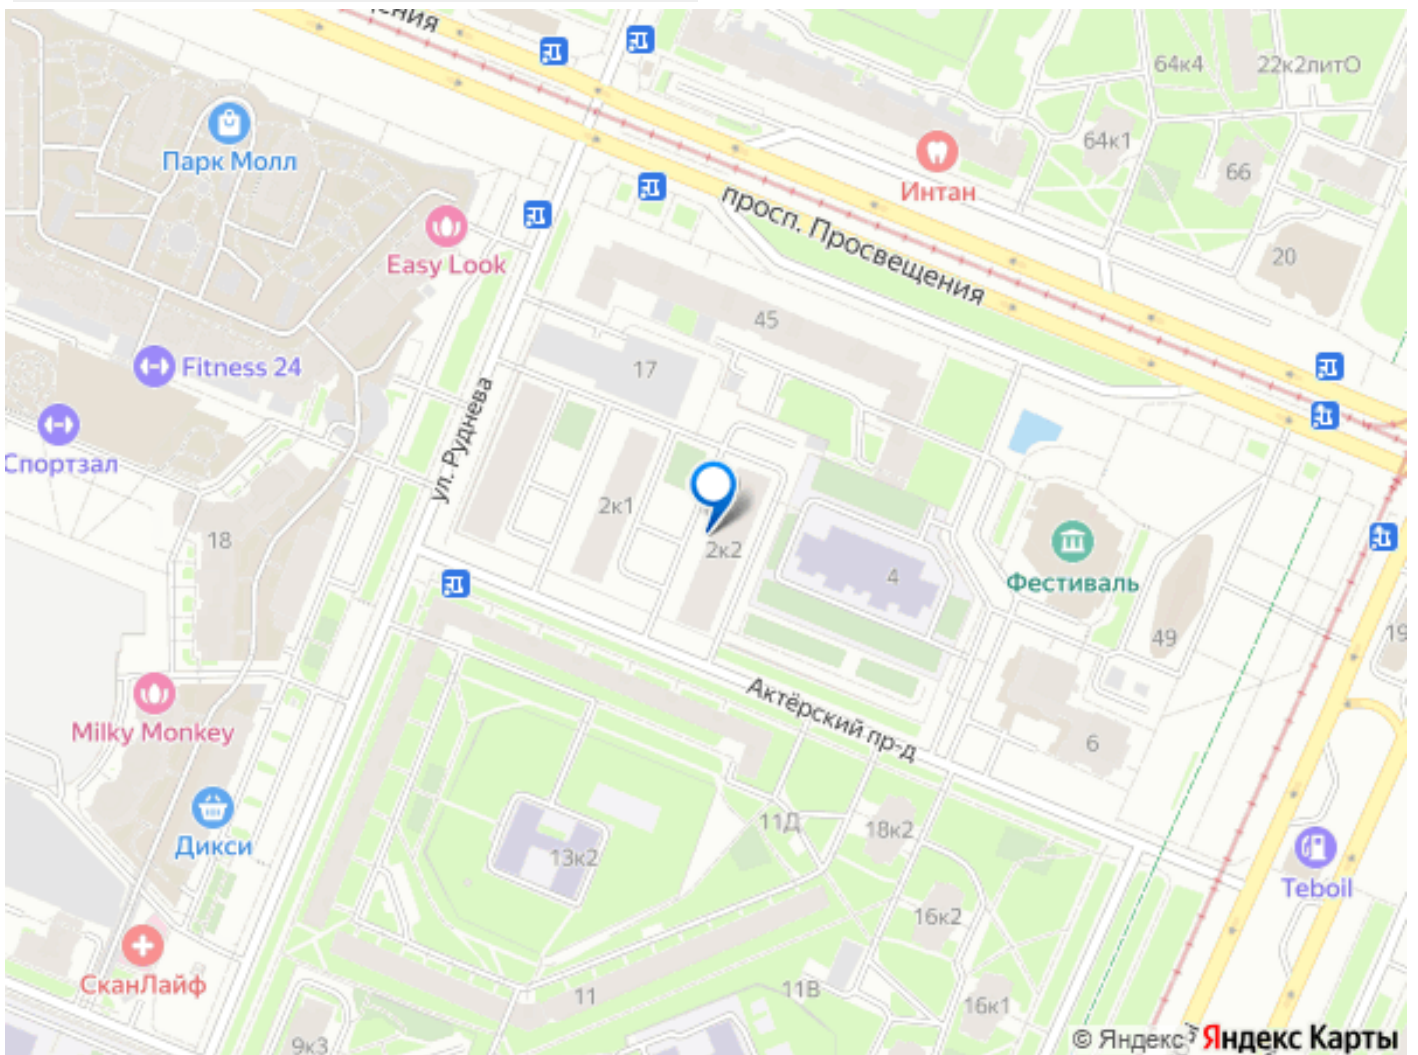 ения
64к4
22к2литО
Парк Молл
64к1
Интан
66
просп. Просвещения
Easy Look
20
45
Fitness 24
17
ул. Руднева
Спортзал
2к1
18
2к2
4
Фестиваль
49
19
Milky Monkey
Актёрский пр-д
6
Дикси
11Д
18к2
13к2
Teboil
16к2
СканЛайф
11
11В
16к1
9к3
© Яндекс Яндекс Карты